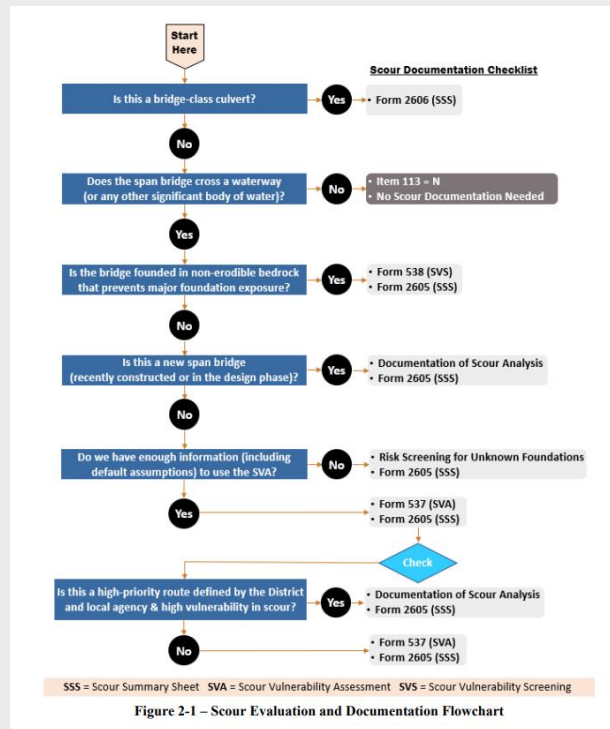 Start
Here
Scour Documentation Checklist
Is this a bridge-class culvert?
Yes
• Form 2606 (SSS)
No
Does the span bridge cross a waterway
(or any other significant body of water)?
No
• Item 113 = N
• No Scour Documentation Needed
Yes
Is the bridge founded in non-erodible bedrock
that prevents major foundation exposure?
Yes
• Form 538 (SVS)
• Form 2605 (SSS)
No
Is this a new span bridge
(recently constructed or in the design phase)?
Yes
• Documentation of Scour Analysis
• Form 2605 (SSS)
No
Do we have enough information (including
default assumptions) to use the SVA?
No
• Risk Screening for Unknown Foundations
• Form 2605 (SSS)
Yes
• Form 537 (SVA)
• Form 2605 (SSS)
Check
Is this a high-priority route defined by the District
and local agency & high vulnerability in scour?
Yes
• Documentation of Scour Analysis
• Form 2605 (SSS)
No
• Form 537 (SVA)
• Form 2605 (SSS)
SSS = Scour Summary Sheet SVA = Scour Vulnerability Assessment SVS = Scour Vulnerability Screening
Figure 2-1 – Scour Evaluation and Documentation Flowchart